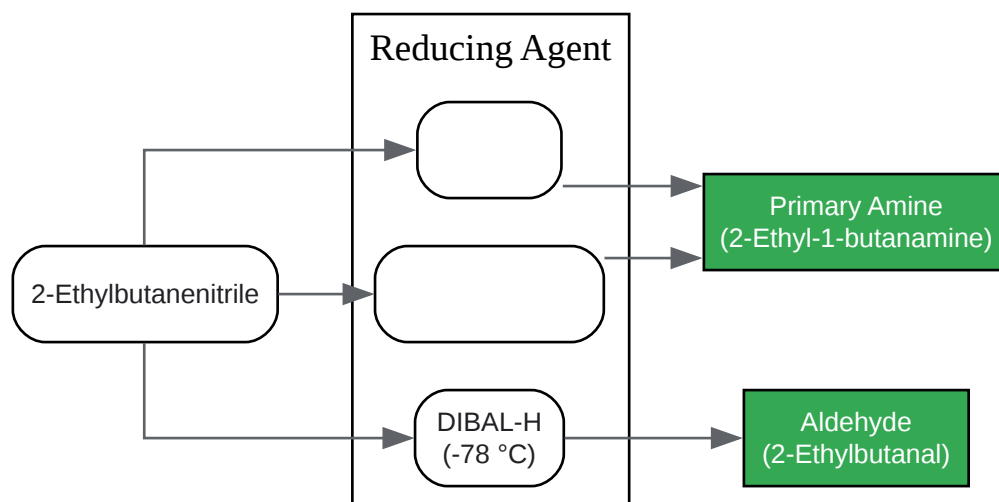 Reducing Agent
2-Ethylbutanenitrile
Primary Amine
(2-Ethyl-1-butanamine)
DIBAL-H
(-78 °C)
Aldehyde
(2-Ethylbutanal)